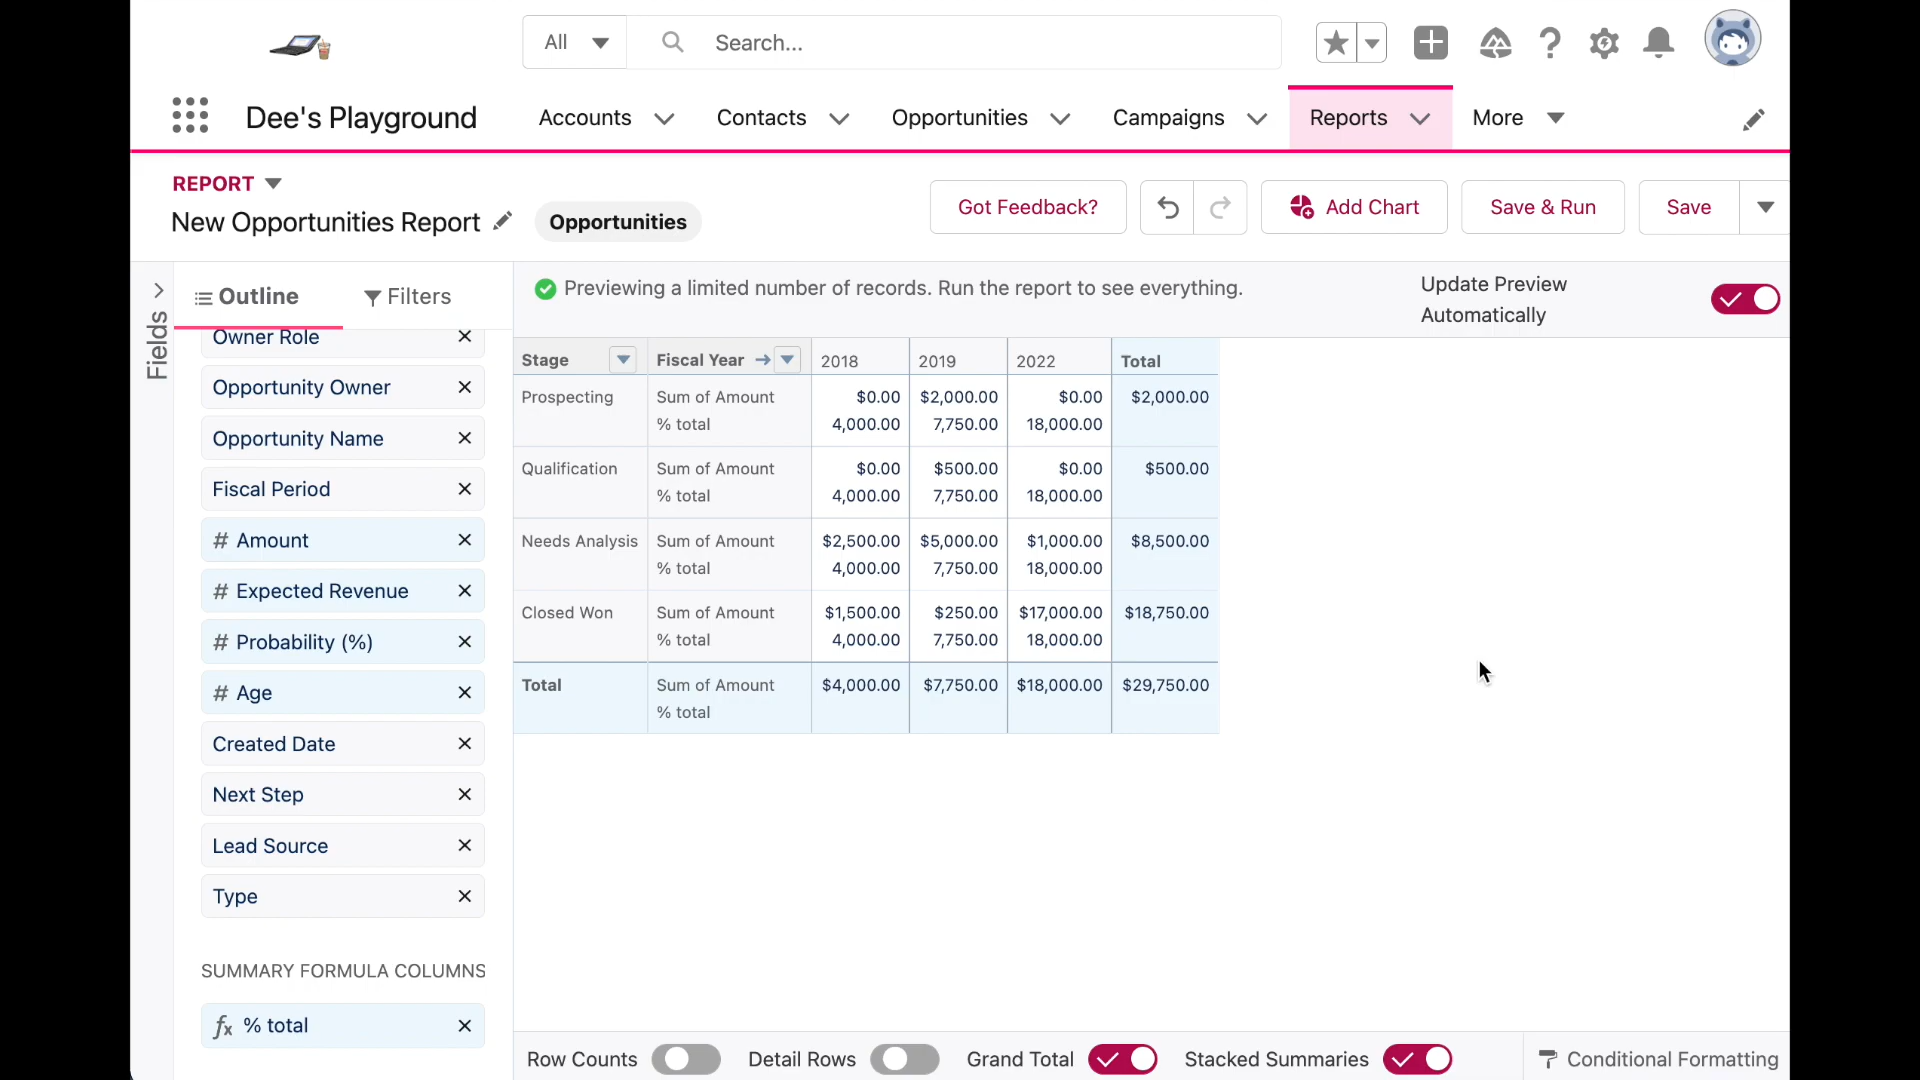 All
Search...
Dee's Playground
Accounts
Contacts
Opportunities
Campaigns
Reports
More
REPORT
New Opportunities Report
Opportunities
Got Feedback?
Add Chart
Save & Run
Save
Fields
Outline
Filters
Previewing a limited number of records. Run the report to see everything.
Update Preview
Automatically
Owner Role
Opportunity Owner
Opportunity Name
Fiscal Period
# Amount
# Expected Revenue
# Probability (%)
# Age
Created Date
Next Step
Lead Source
Type
SUMMARY FORMULA COLUMNS
fx % total
Stage Fiscal Year → 2018 2019 2022 Total
Prospecting Sum of Amount $0.00 $2,000.00 $0.00 $2,000.00
% total 4,000.00 7,750.00 18,000.00
Qualification Sum of Amount $0.00 $500.00 $0.00 $500.00
% total 4,000.00 7,750.00 18,000.00
Needs Analysis Sum of Amount $2,500.00 $5,000.00 $1,000.00 $8,500.00
% total 4,000.00 7,750.00 18,000.00
Closed Won Sum of Amount $1,500.00 $250.00 $17,000.00 $18,750.00
% total 4,000.00 7,750.00 18,000.00
Total Sum of Amount $4,000.00 $7,750.00 $18,000.00 $29,750.00
% total
Row Counts
Detail Rows
Grand Total
Stacked Summaries
Conditional Formatting